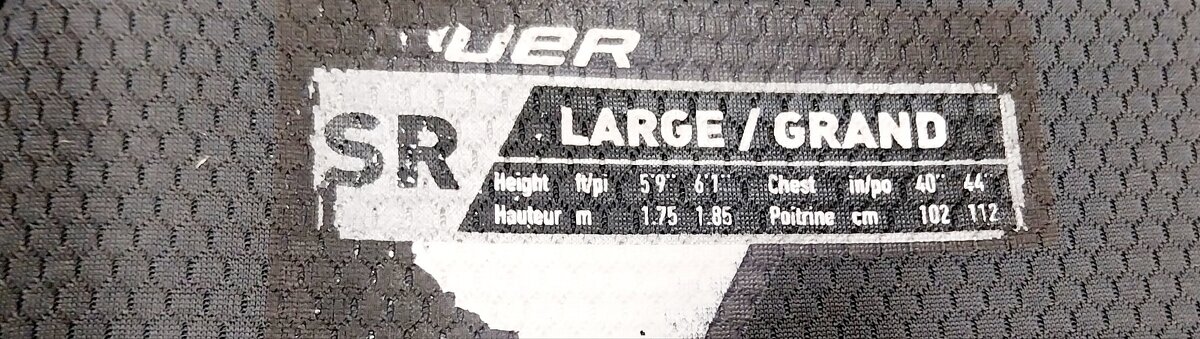 UER
SR
LARGE / GRAND
Height ft/pi 5'9" 6'1" Chest in/po 40" 44"
Hauteur m 1.75 1.85 Poitrine cm 102 112